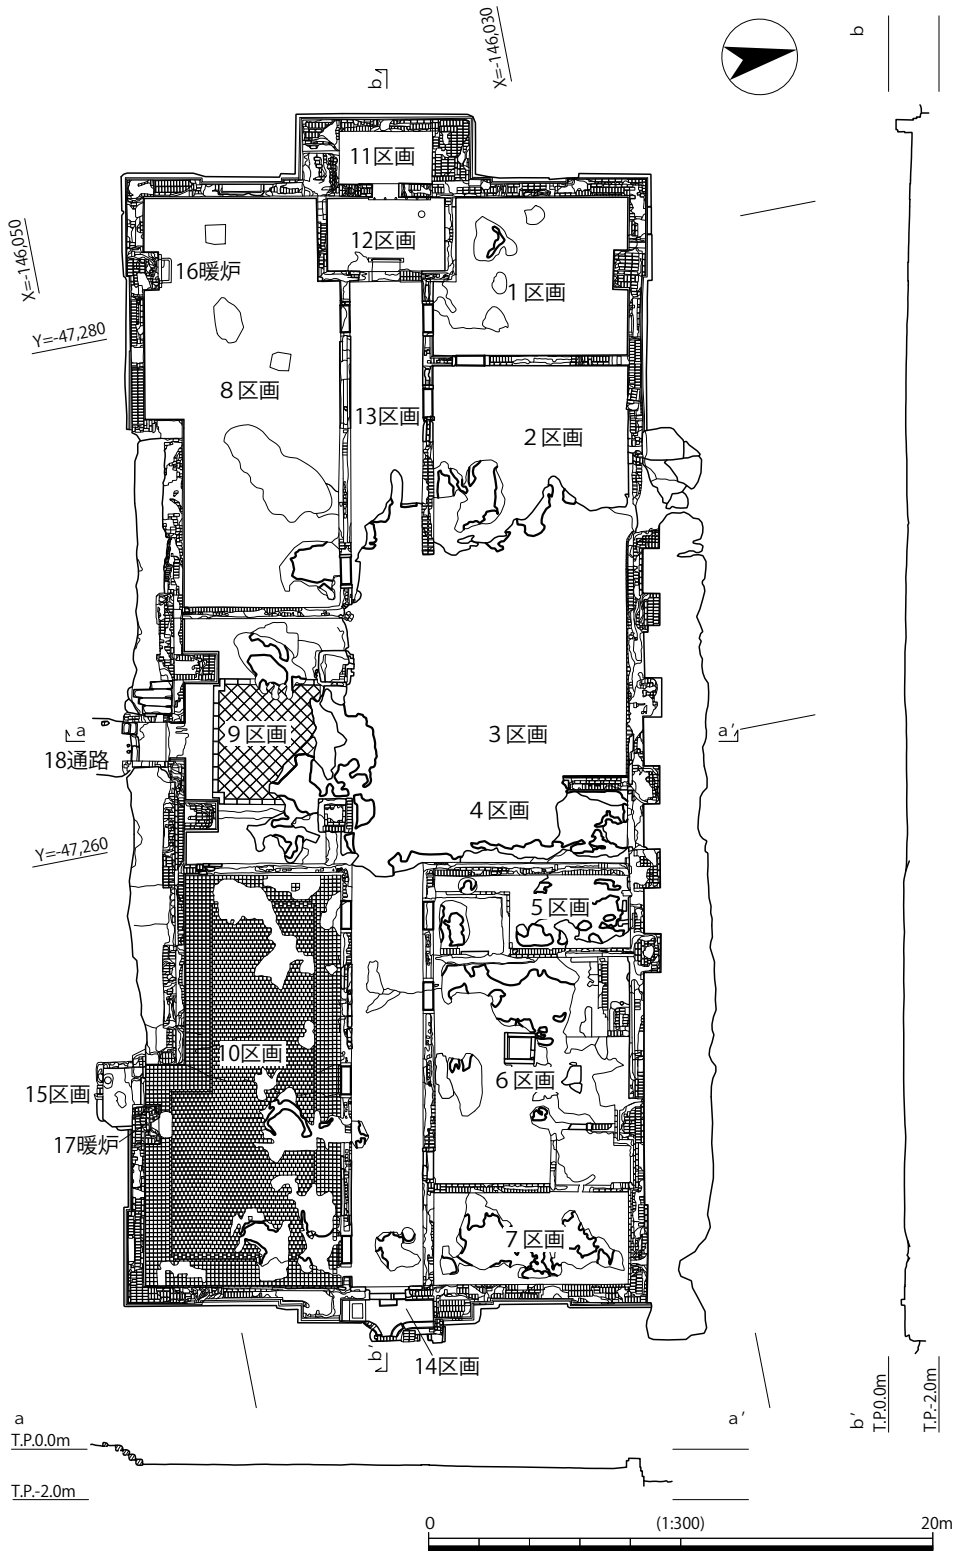 X=-146,030
b
b
11区画
12区画
16暖炉
1区画
X=-146,050
Y=-47,280
8区画
13区画
2区画
9区画
3区画
a
a'
18通路
4区画
Y=-47,260
5区画
10区画
6区画
15区画
17暖炉
7区画
b'
14区画
a
T.P.0.0m
T.P.-2.0m
a'
b'
T.P.0.0m
T.P.-2.0m
0
(1:300)
20m